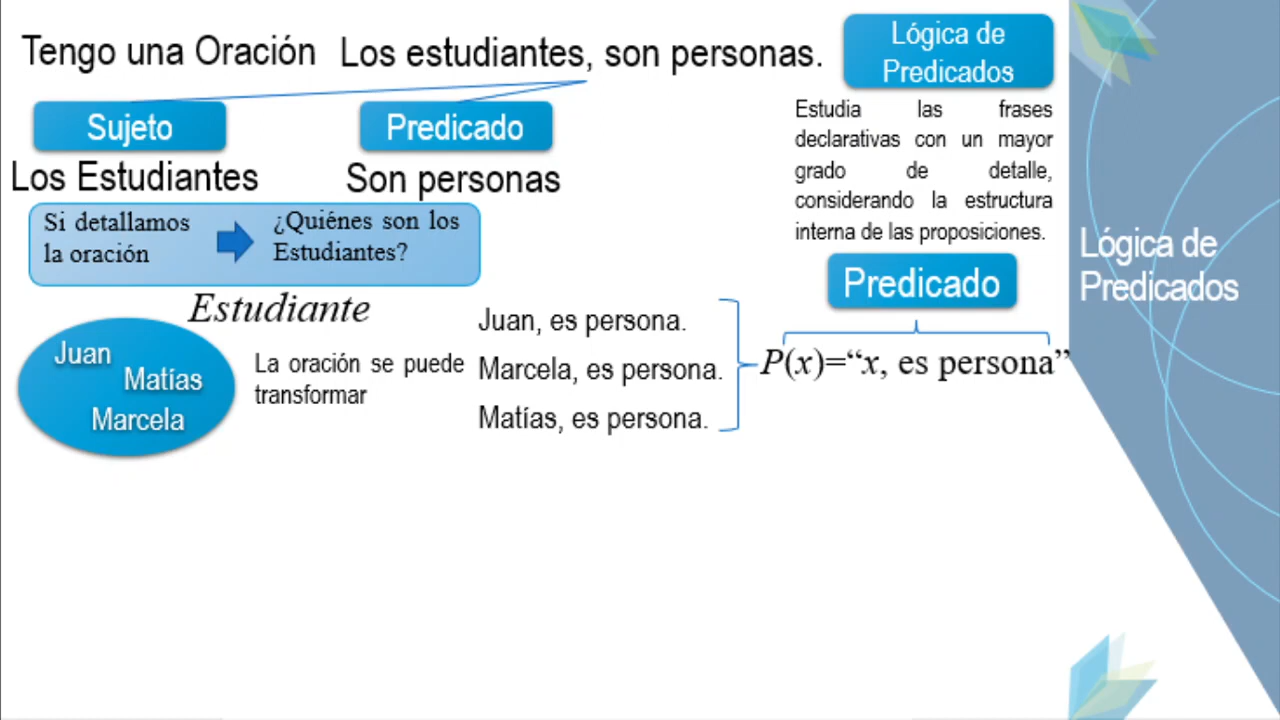 Tengo una Oración
Los estudiantes, son personas.
Lógica de
Predicados
Sujeto
Predicado
Estudia las frases
declarativas con un mayor
grado de detalle,
considerando la estructura
interna de las proposiciones.
Los Estudiantes
Son personas
Si detallamos
la oración
¿Quiénes son los
Estudiantes?
Lógica de
Predicados
Predicado
Estudiante
Juan
Matías
Marcela
La oración se puede
transformar
Juan, es persona.
Marcela, es persona.
Matías, es persona.
P(x)=“x, es persona”